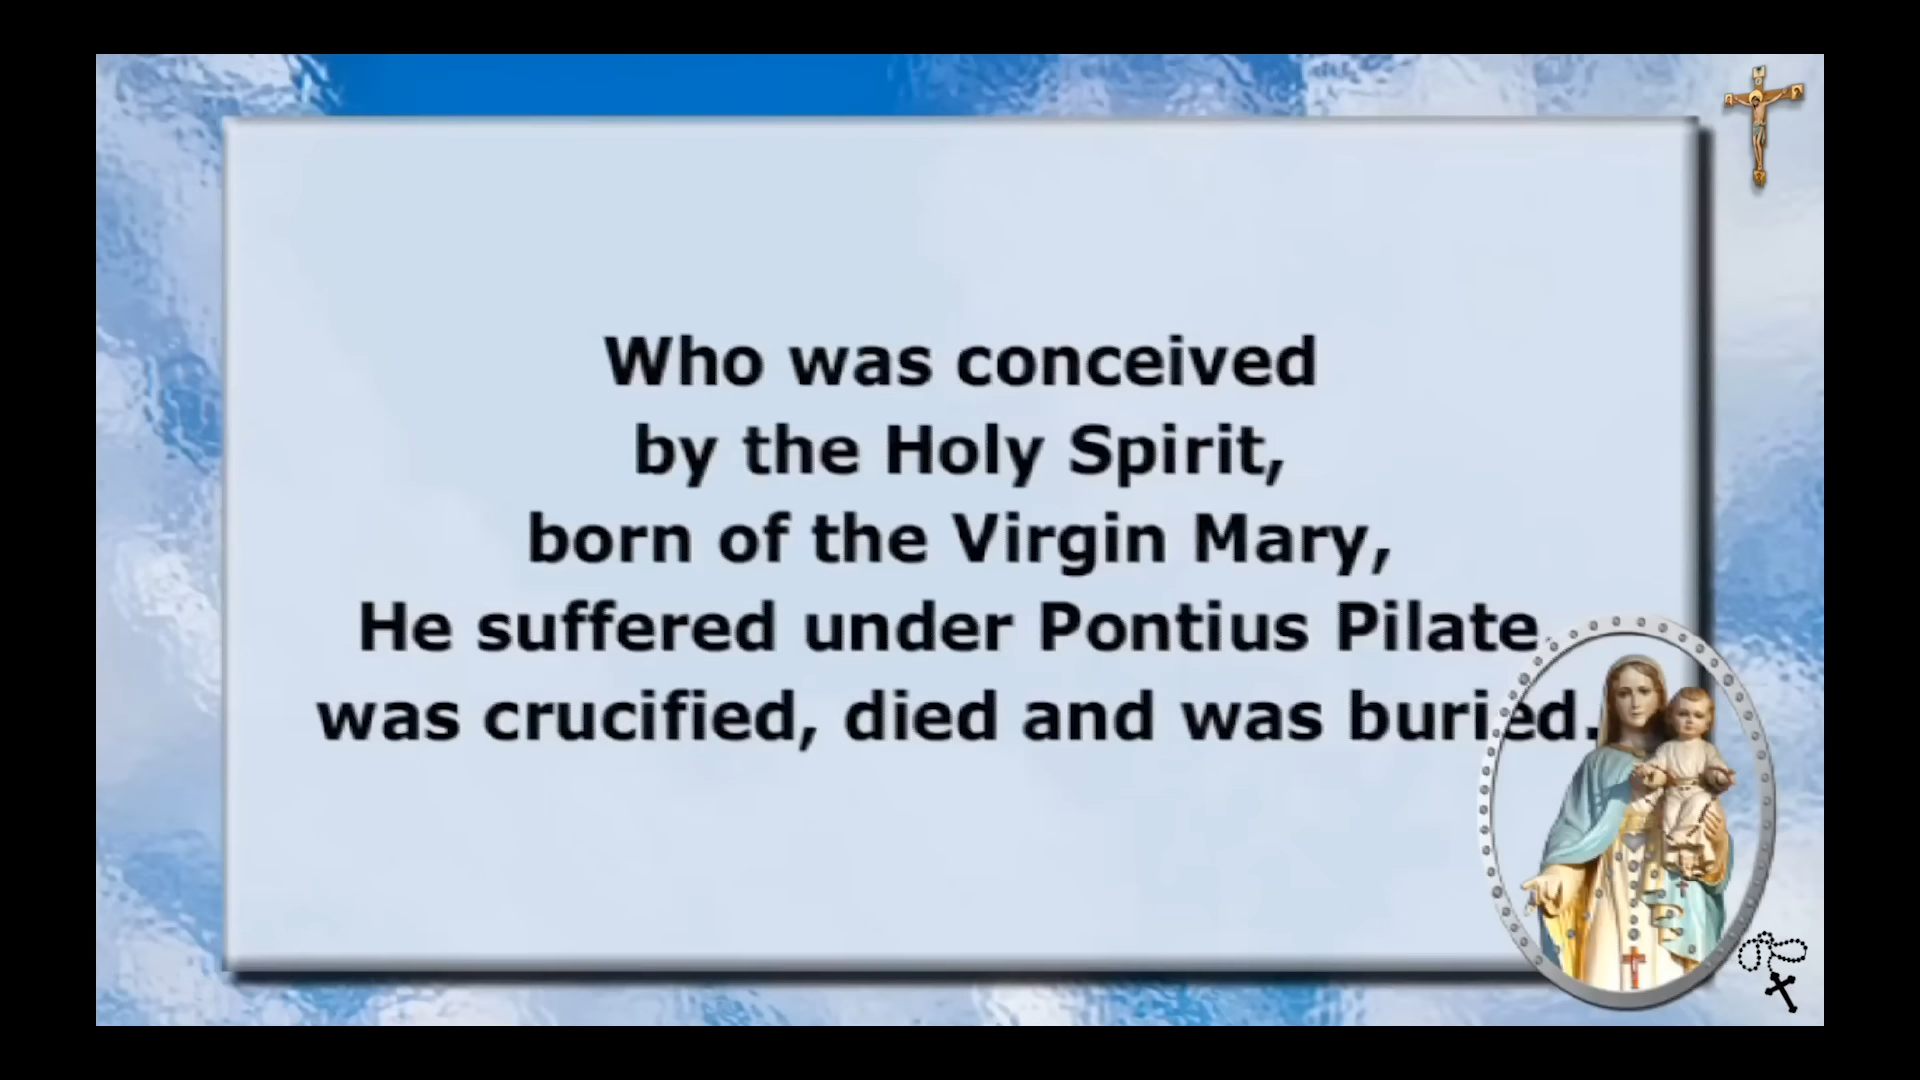 Who was conceived
by the Holy Spirit,
born of the Virgin Mary,
He suffered under Pontius Pilate
was crucified, died and was buried.